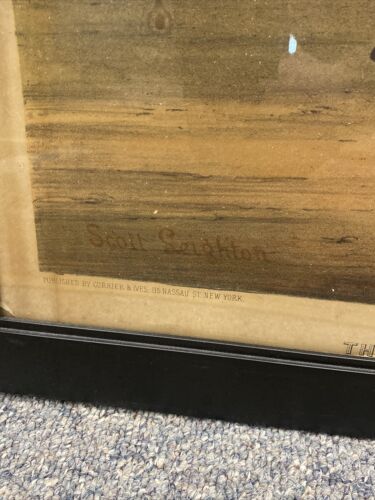 Scott Leighton
PUBLISHED BY CURRIER & IVES, 115 NASSAU ST. NEW YORK.
TH